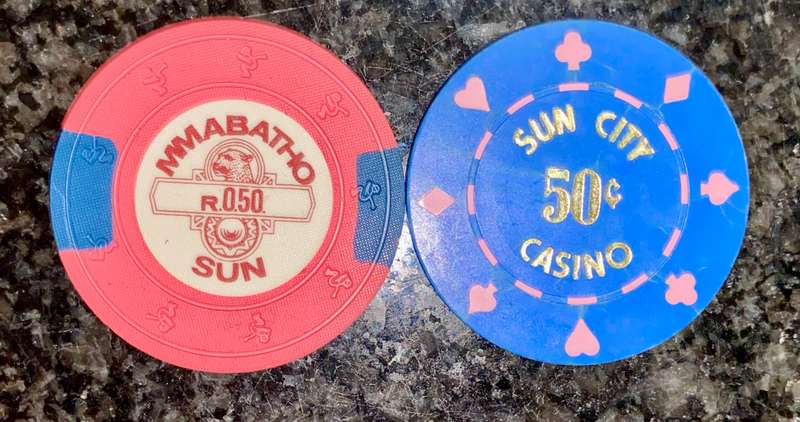 MMABATHO
R.0.50.
SUN
SUN CITY
50¢
CASINO